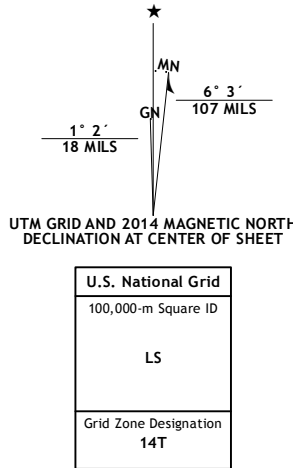 ★
MN
GN
6° 3´
107 MILS
1° 2´
18 MILS
UTM GRID AND 2014 MAGNETIC NORTH
DECLINATION AT CENTER OF SHEET
U.S. National Grid
100,000-m Square ID
LS
Grid Zone Designation
14T